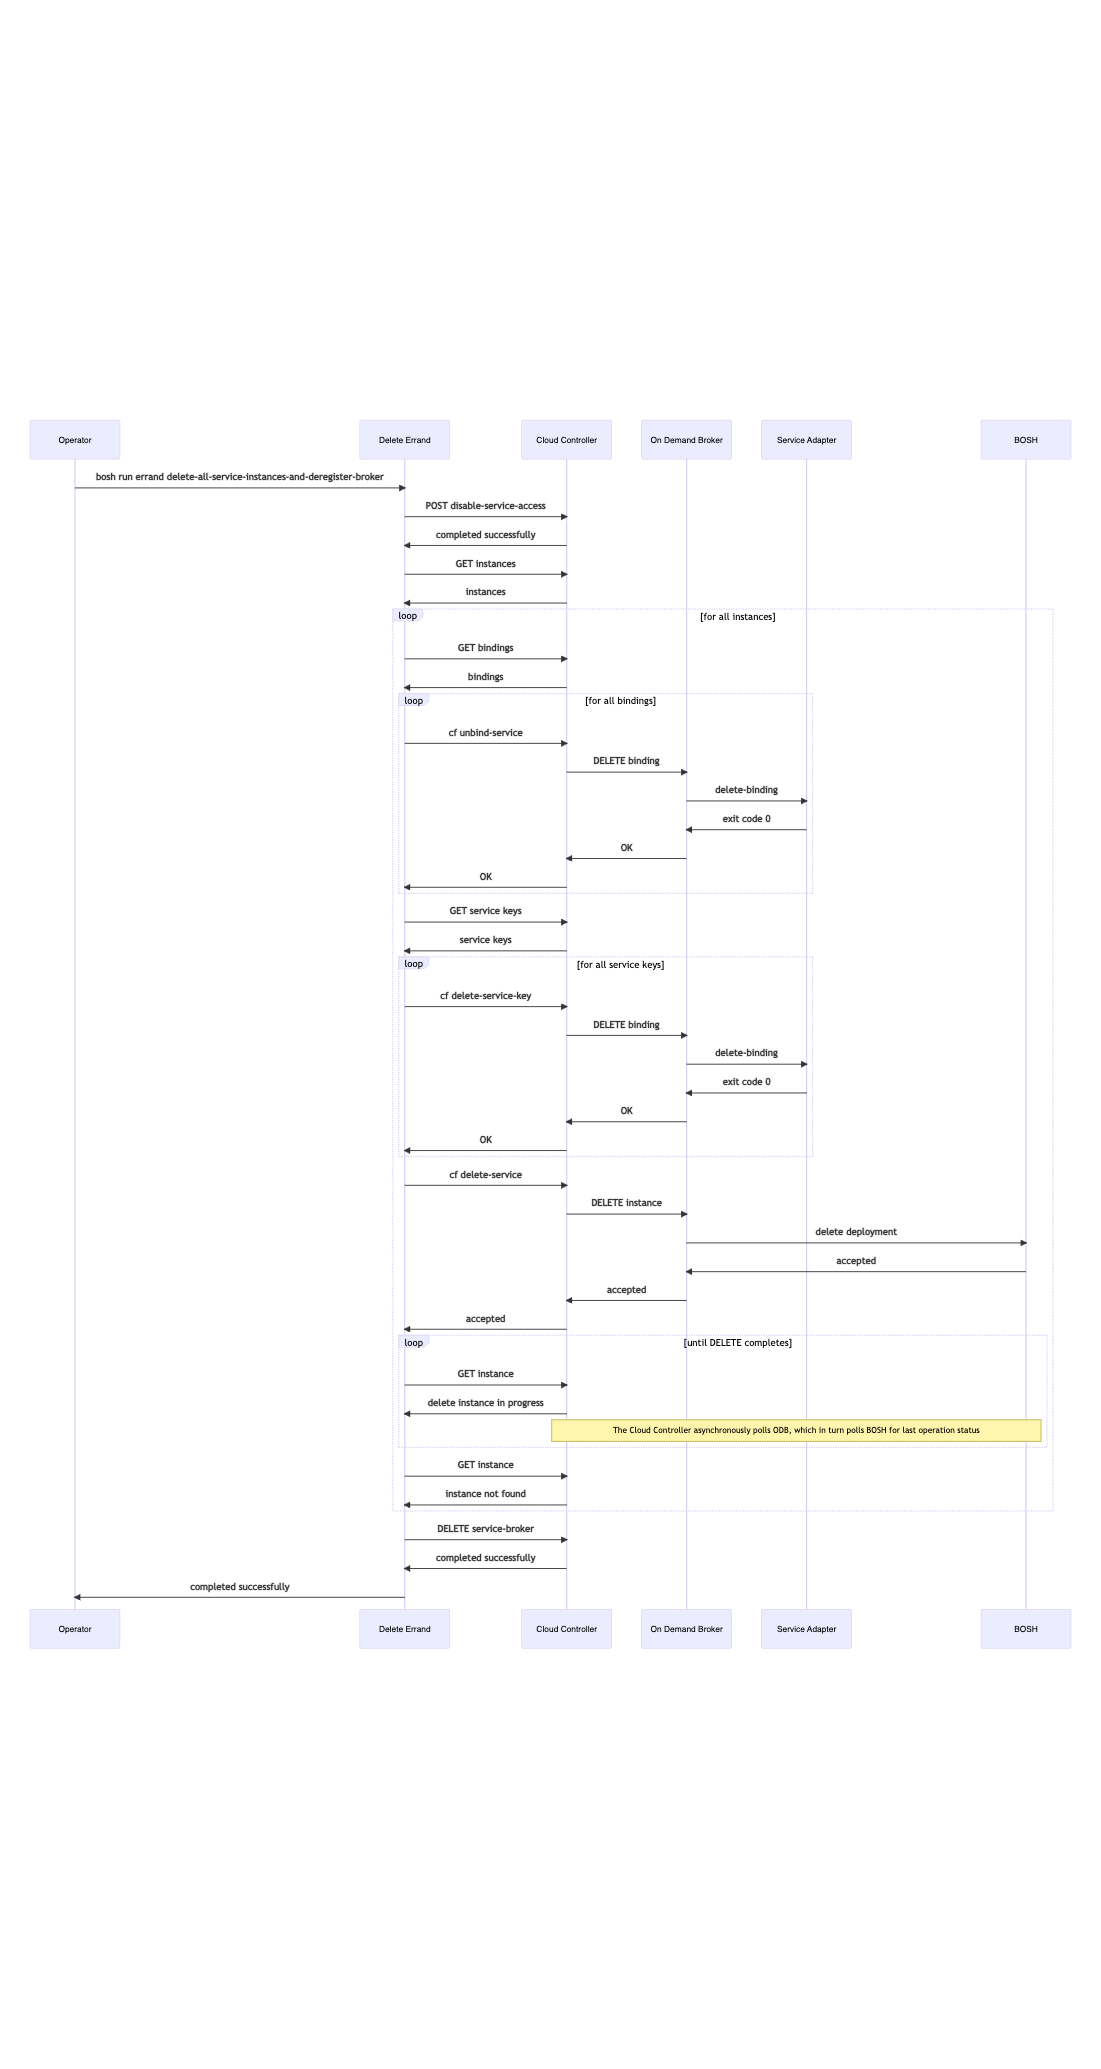 Operator
Delete Errand
Cloud Controller
On Demand Broker
Service Adapter
BOSH
bosh run errand delete-all-service-instances-and-deregister-broker
POST disable-service-access
completed successfully
GET instances
instances
loop
[for all instances]
GET bindings
bindings
loop
[for all bindings]
cf unbind-service
DELETE binding
delete-binding
exit code 0
OK
OK
GET service keys
service keys
loop
[for all service keys]
cf delete-service-key
DELETE binding
delete-binding
exit code 0
OK
OK
cf delete-service
DELETE instance
delete deployment
accepted
accepted
accepted
loop
[until DELETE completes]
GET instance
delete instance in progress
The Cloud Controller asynchronously polls ODB, which in turn polls BOSH for last operation status
GET instance
instance not found
DELETE service-broker
completed successfully
completed successfully
Operator
Delete Errand
Cloud Controller
On Demand Broker
Service Adapter
BOSH